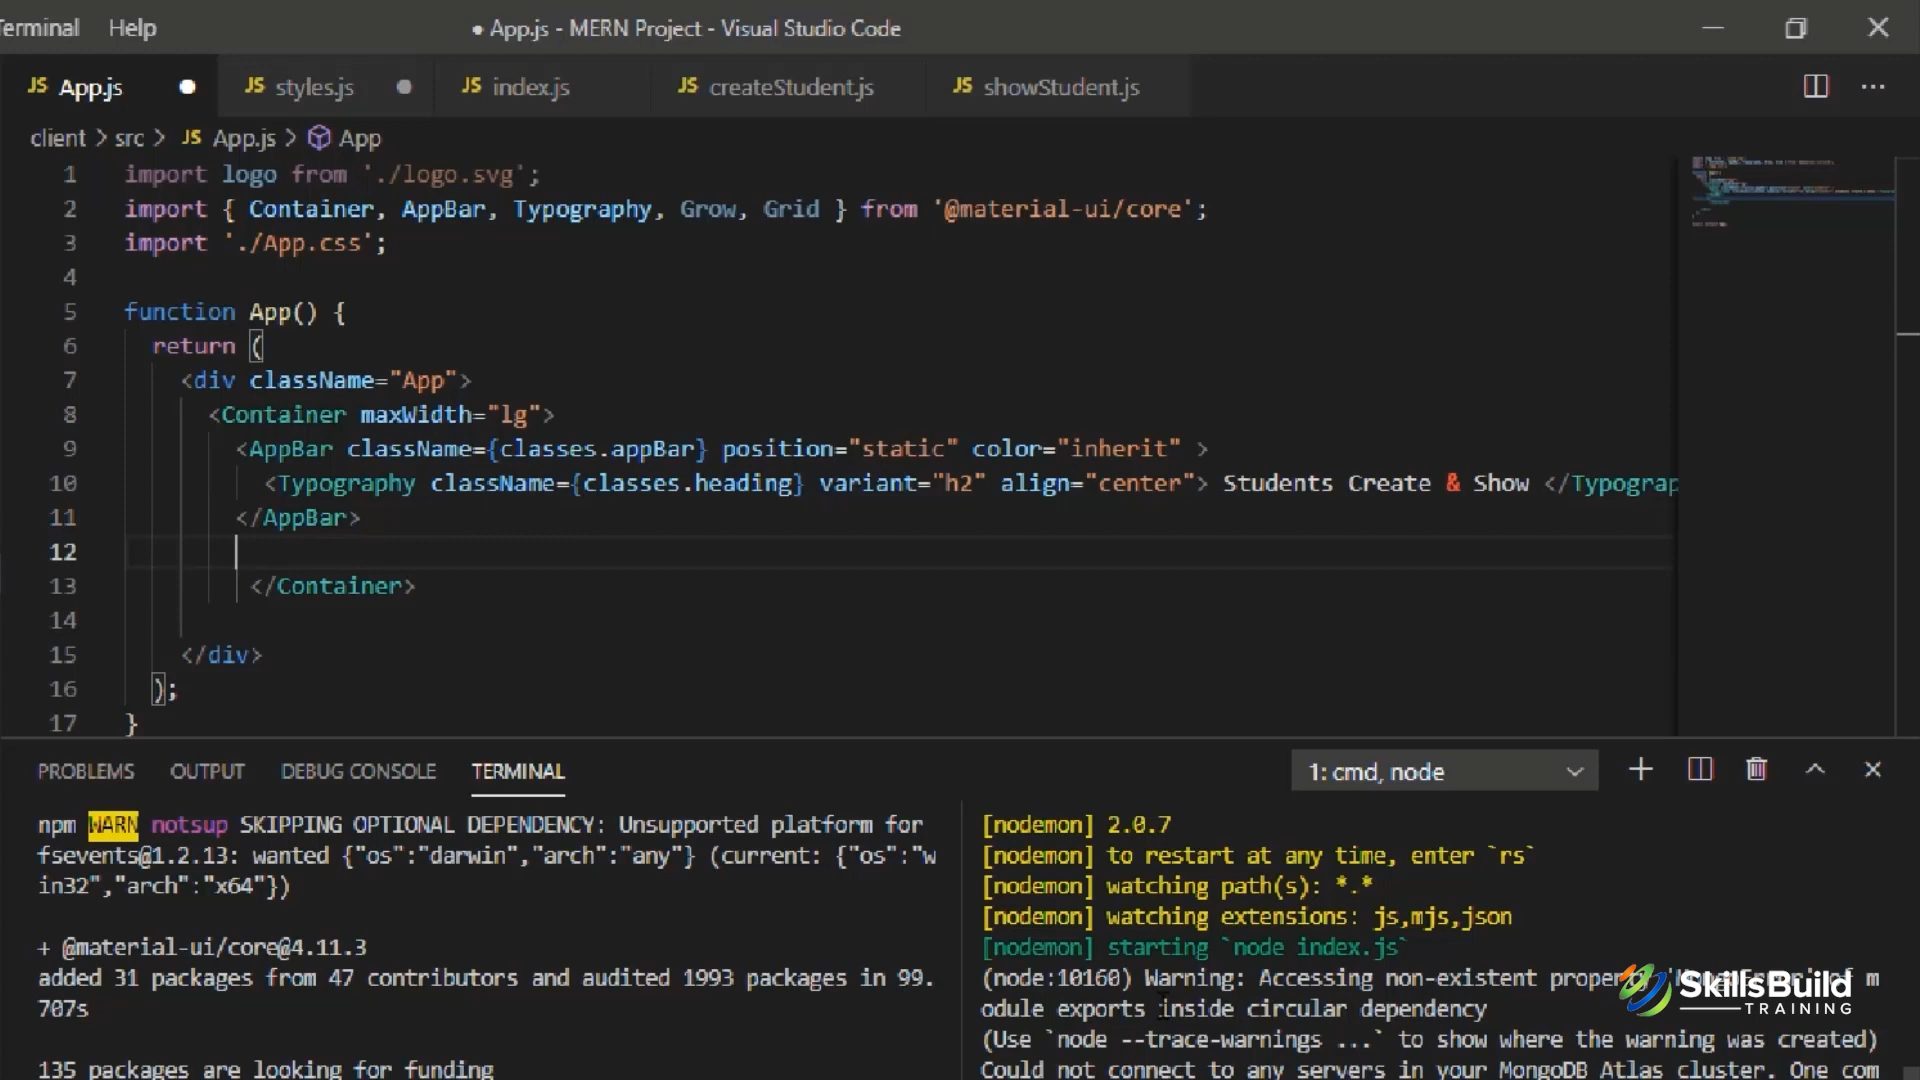 Terminal Help
● App.js - MERN Project - Visual Studio Code
JS App.js JS styles.js JS index.js JS createStudent.js JS showStudent.js
client > src > JS App.js > App
1 import logo from './logo.svg';
2 import { Container, AppBar, Typography, Grow, Grid } from '@material-ui/core';
3 import './App.css';
4
5 function App() {
6 return (
7 <div className="App">
8 <Container maxWidth="lg">
9 <AppBar className={classes.appBar} position="static" color="inherit" >
10 <Typography className={classes.heading} variant="h2" align="center"> Students Create & Show </Typograp
11 </AppBar>
12
13 </Container>
14
15 </div>
16 );
17 }
PROBLEMS OUTPUT DEBUG CONSOLE TERMINAL
1: cmd, node
npm WARN notsup SKIPPING OPTIONAL DEPENDENCY: Unsupported platform for
fsevents@1.2.13: wanted {"os":"darwin","arch":"any"} (current: {"os":"w
in32","arch":"x64"})
+ @material-ui/core@4.11.3
added 31 packages from 47 contributors and audited 1993 packages in 99.
707s
135 packages are looking for funding
[nodemon] 2.0.7
[nodemon] to restart at any time, enter `rs`
[nodemon] watching path(s): *.*
[nodemon] watching extensions: js,mjs,json
[nodemon] starting `node index.js`
(node:10160) Warning: Accessing non-existent property of m
odule exports inside circular dependency
(Use `node --trace-warnings ...` to show where the warning was created)
Could not connect to any servers in your MongoDB Atlas cluster. One com
SkillsBuild
TRAINING